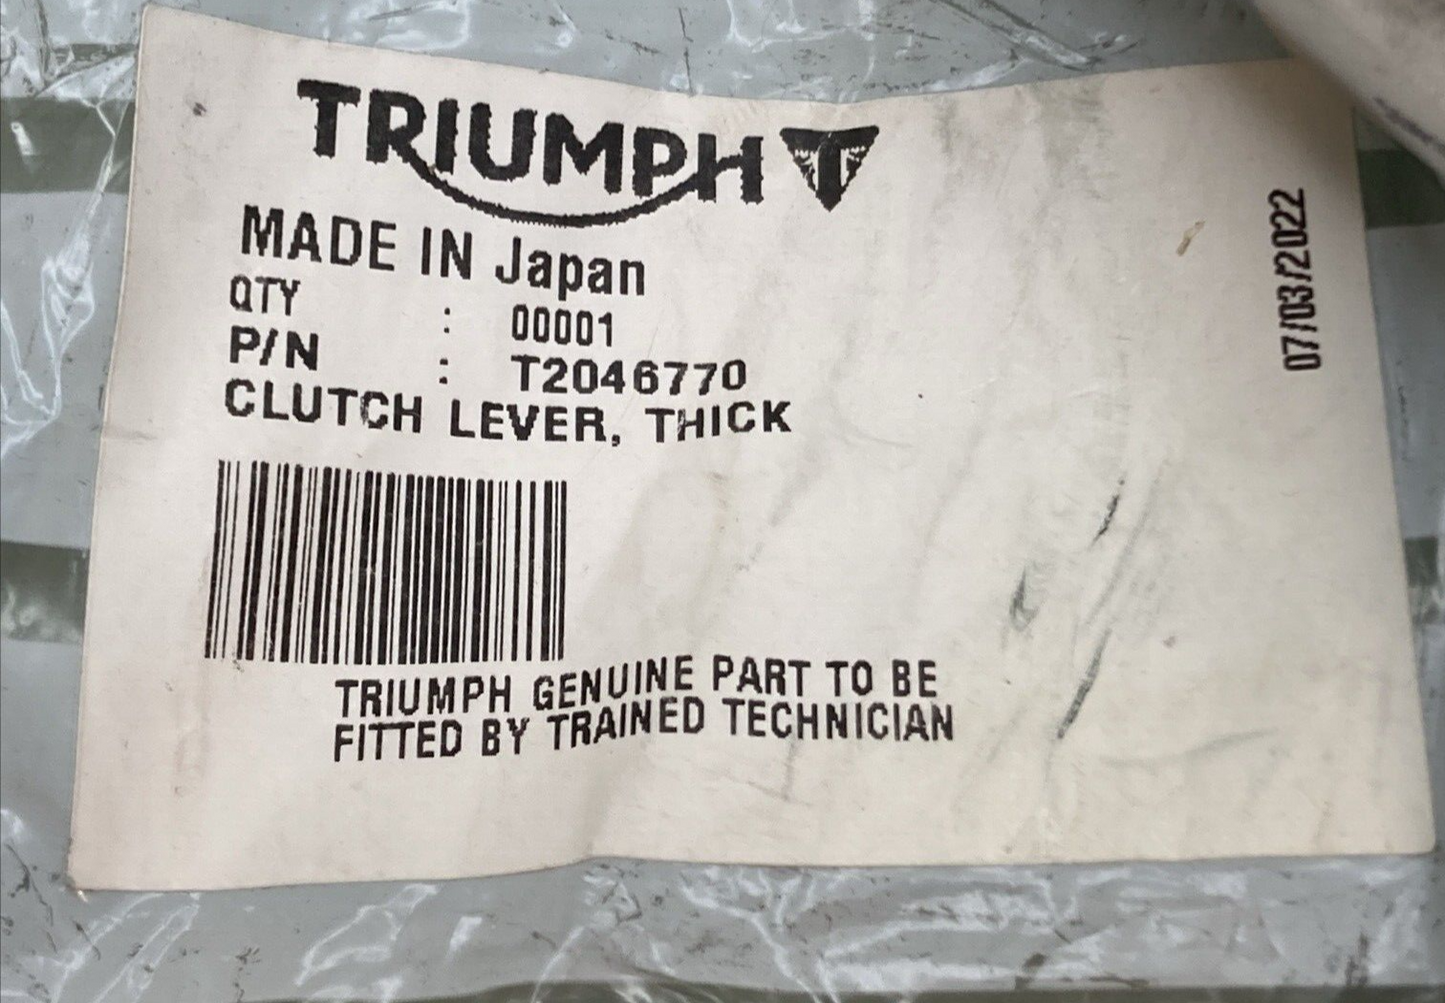 TRIUMPH
MADE IN Japan
QTY : 00001
P/N : T2046770
CLUTCH LEVER, THICK
TRIUMPH GENUINE PART TO BE
FITTED BY TRAINED TECHNICIAN
07/03/2022